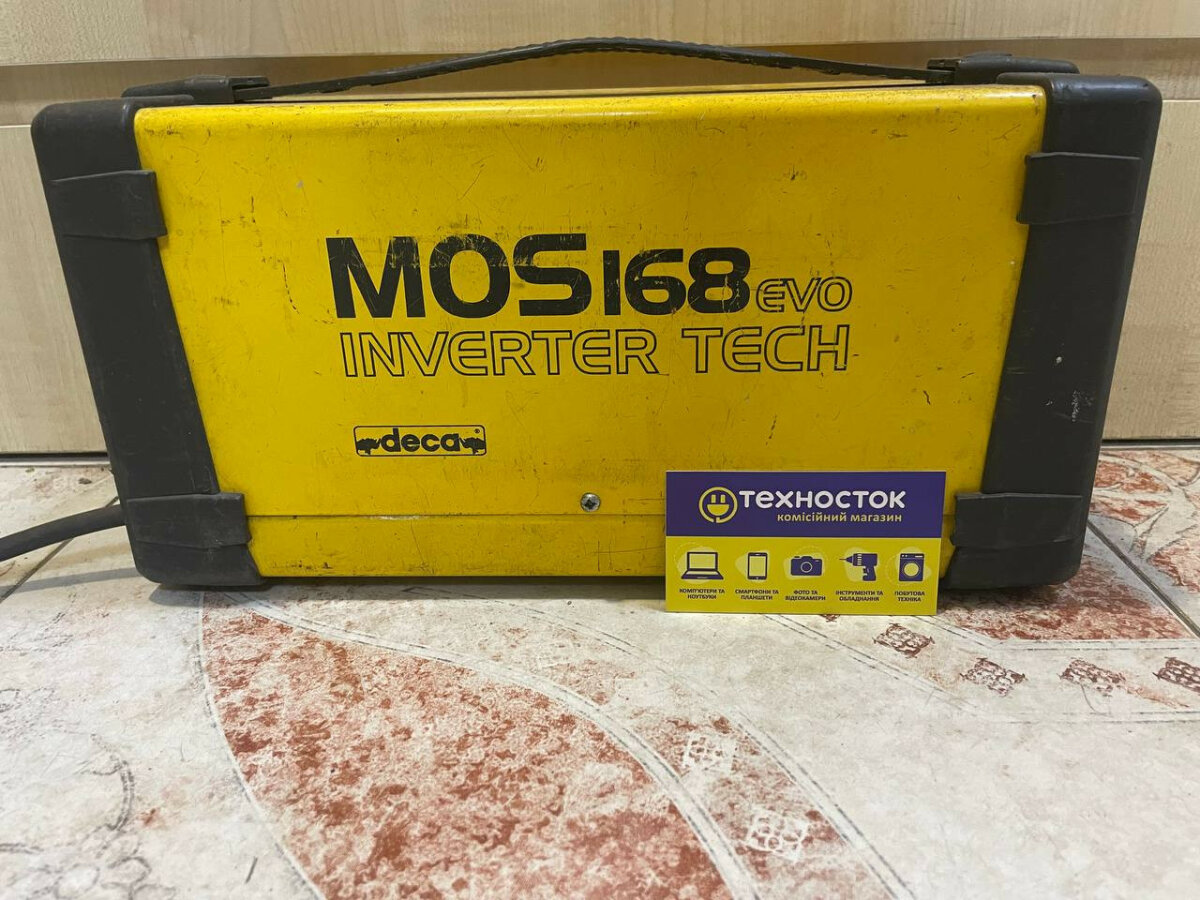 MOS168 EVO
INVERTER TECH
deca®
ТЕХНОСТОК
комісійний магазин
КОМП'ЮТЕРИ ТА НОУТБУКИ
СМАРТФОНИ ТА ПЛАНШЕТИ
ФОТО ТА ВІДЕОКАМЕРИ
ІНСТРУМЕНТИ ТА ОБЛАДНАННЯ
ПОБУТОВА ТЕХНІКА